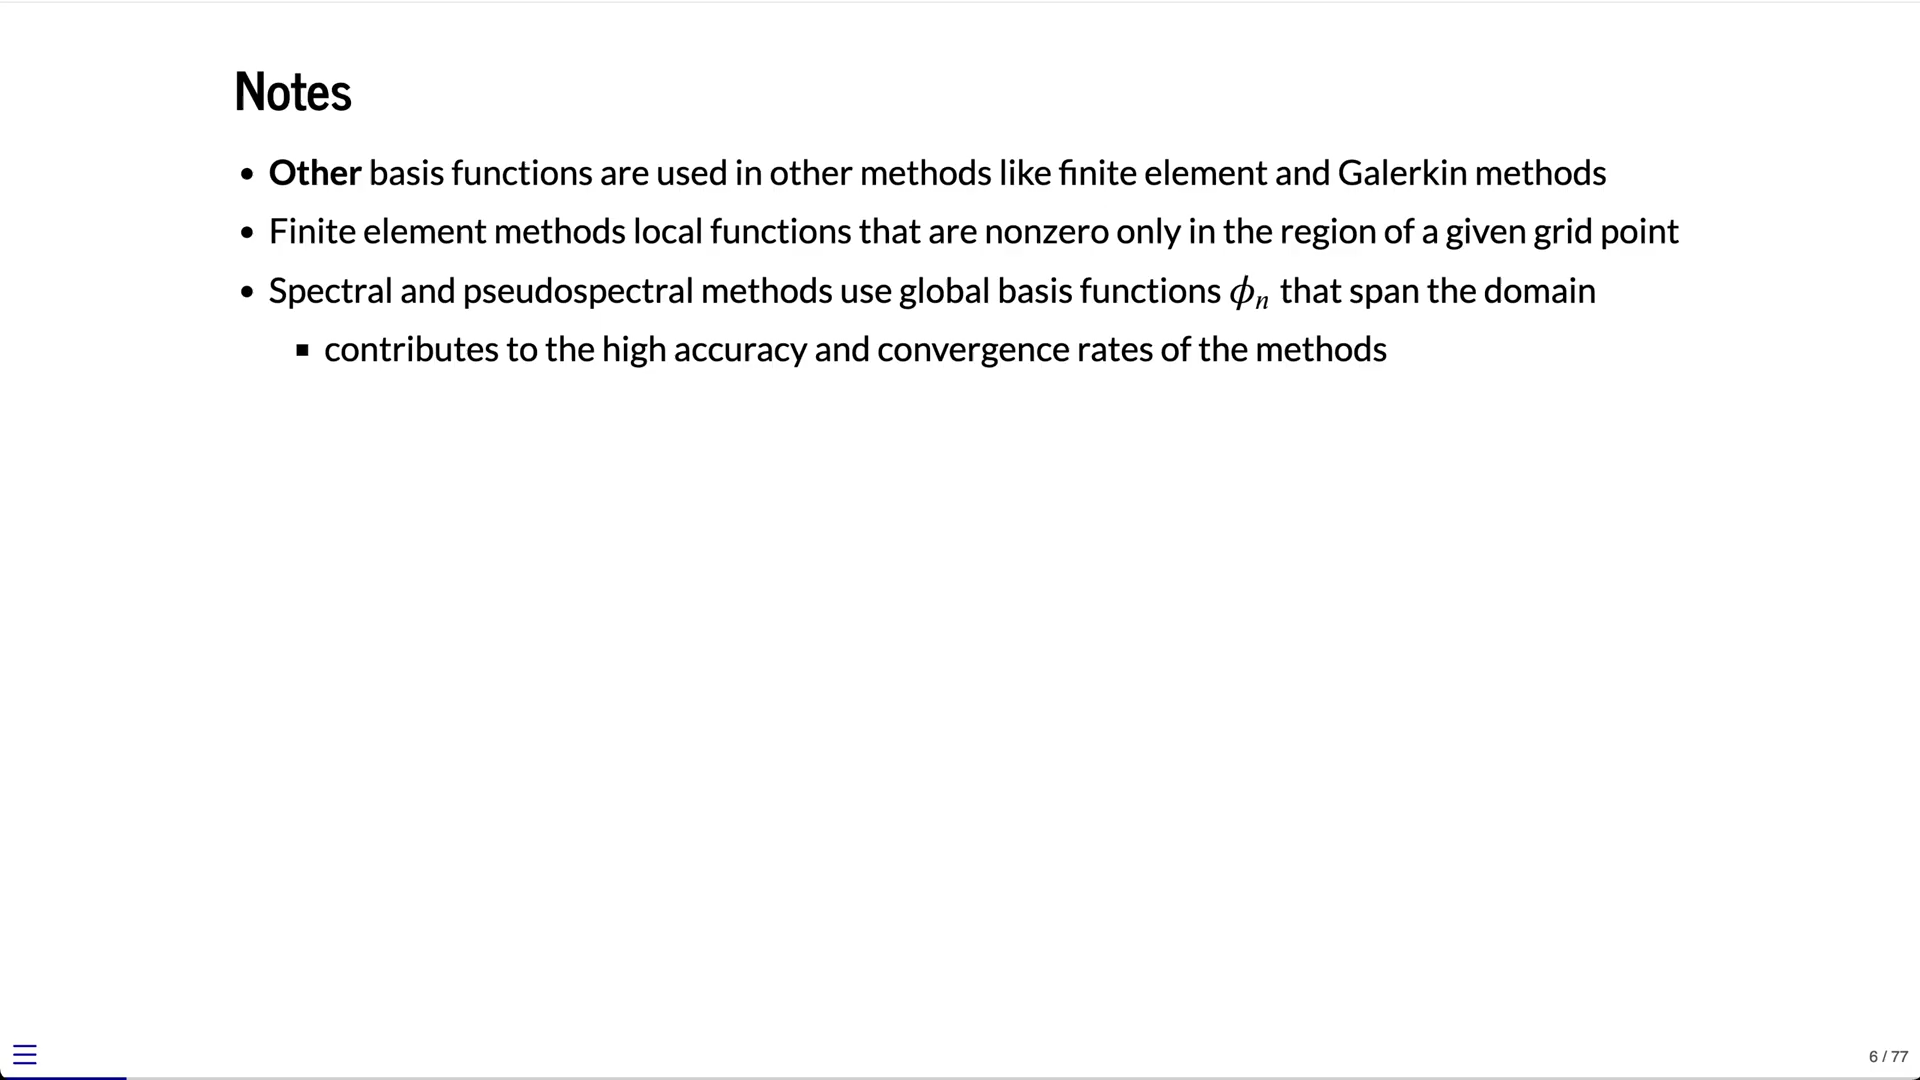 Notes
• Other basis functions are used in other methods like finite element and Galerkin methods
• Finite element methods local functions that are nonzero only in the region of a given grid point
• Spectral and pseudospectral methods use global basis functions ϕₙ that span the domain
▪ contributes to the high accuracy and convergence rates of the methods
6 / 77